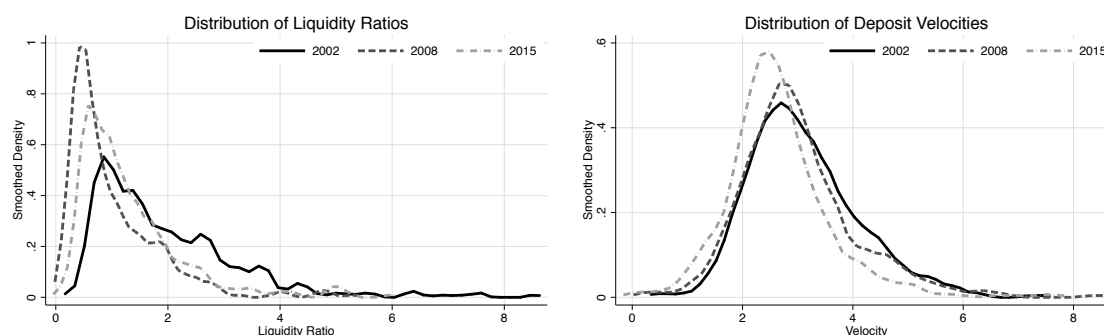 Distribution of Liquidity Ratios
2002 2008 2015
Smoothed Density
0 .2 .4 .6 .8 1
0 2 4 6 8
Liquidity Ratio
Distribution of Deposit Velocities
2002 2008 2015
Smoothed Density
0 .2 .4 .6
0 2 4 6 8
Velocity